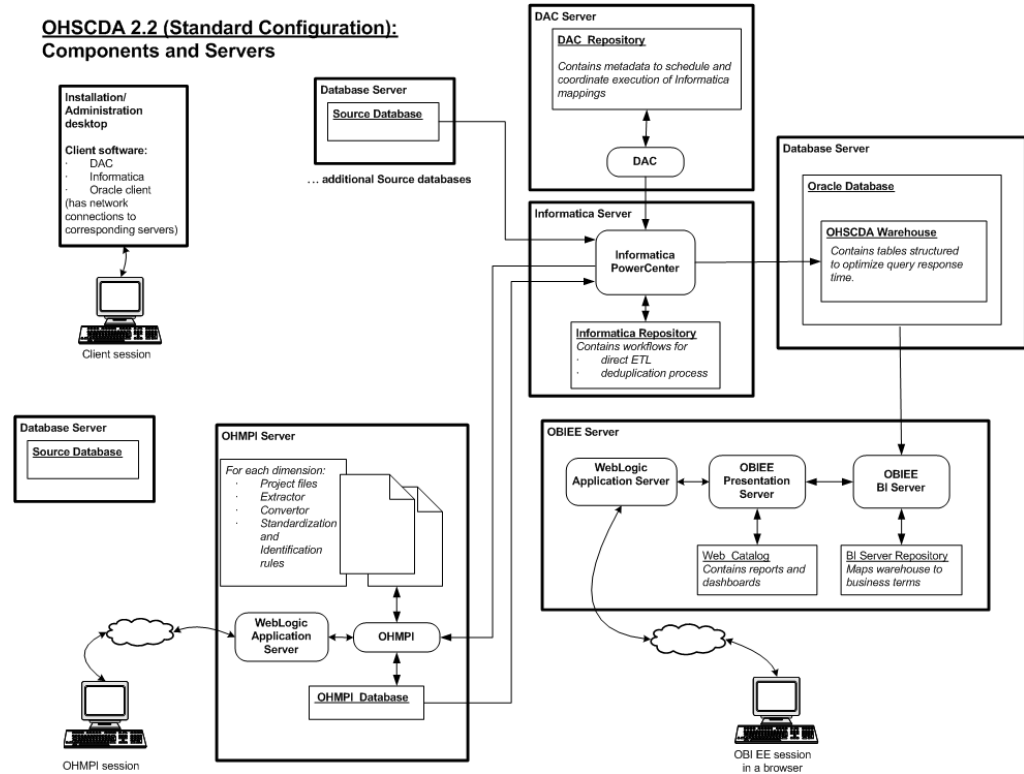 OHSCDA 2.2 (Standard Configuration):
Components and Servers
Installation/
Administration
desktop
Client software:
· DAC
· Informatica
· Oracle client
(has network
connections to
corresponding servers)
Client session
Database Server
Source Database
… additional Source databases
DAC Server
DAC Repository
Contains metadata to schedule and
coordinate execution of Informatica
mappings
DAC
Informatica Server
Informatica
PowerCenter
Informatica Repository
Contains workflows for
· direct ETL
· deduplication process
Database Server
Oracle Database
OHSCDA Warehouse
Contains tables structured
to optimize query response
time.
Database Server
Source Database
OHMPI Server
For each dimension:
· Project files
· Extractor
· Convertor
· Standardization
and
Identification
rules
WebLogic
Application
Server
OHMPI
OHMPI Database
OHMPI session
OBIEE Server
WebLogic
Application Server
OBIEE
Presentation
Server
OBIEE
BI Server
Web Catalog
Contains reports and
dashboards
BI Server Repository
Maps warehouse to
business terms
OBI EE session
in a browser